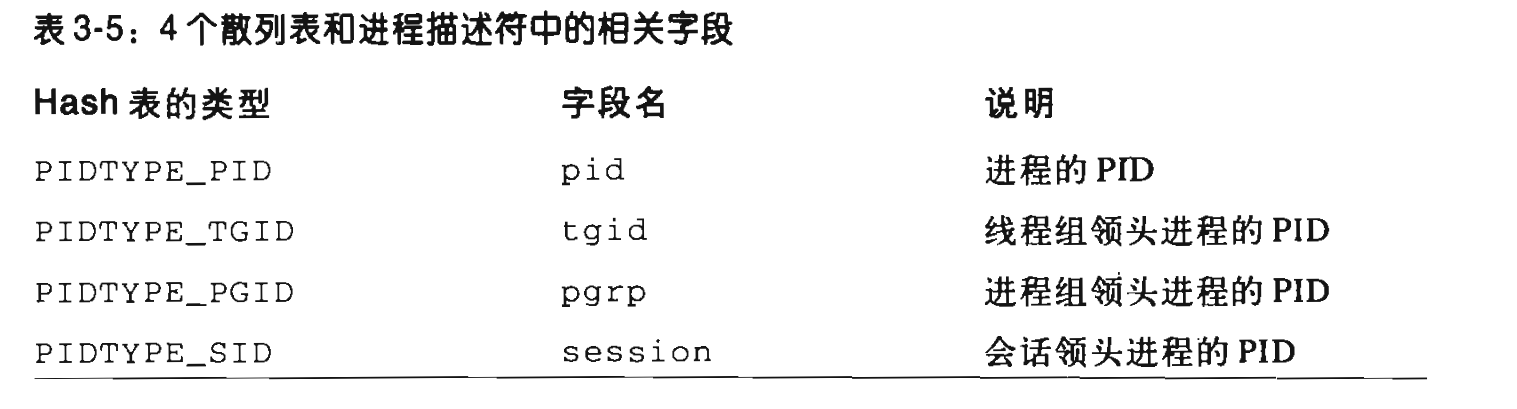 表 3-5：4 个散列表和进程描述符中的相关字段
Hash 表的类型 字段名 说明
PIDTYPE_PID pid 进程的 PID
PIDTYPE_TGID tgid 线程组领头进程的 PID
PIDTYPE_PGID pgrp 进程组领头进程的 PID
PIDTYPE_SID session 会话领头进程的 PID